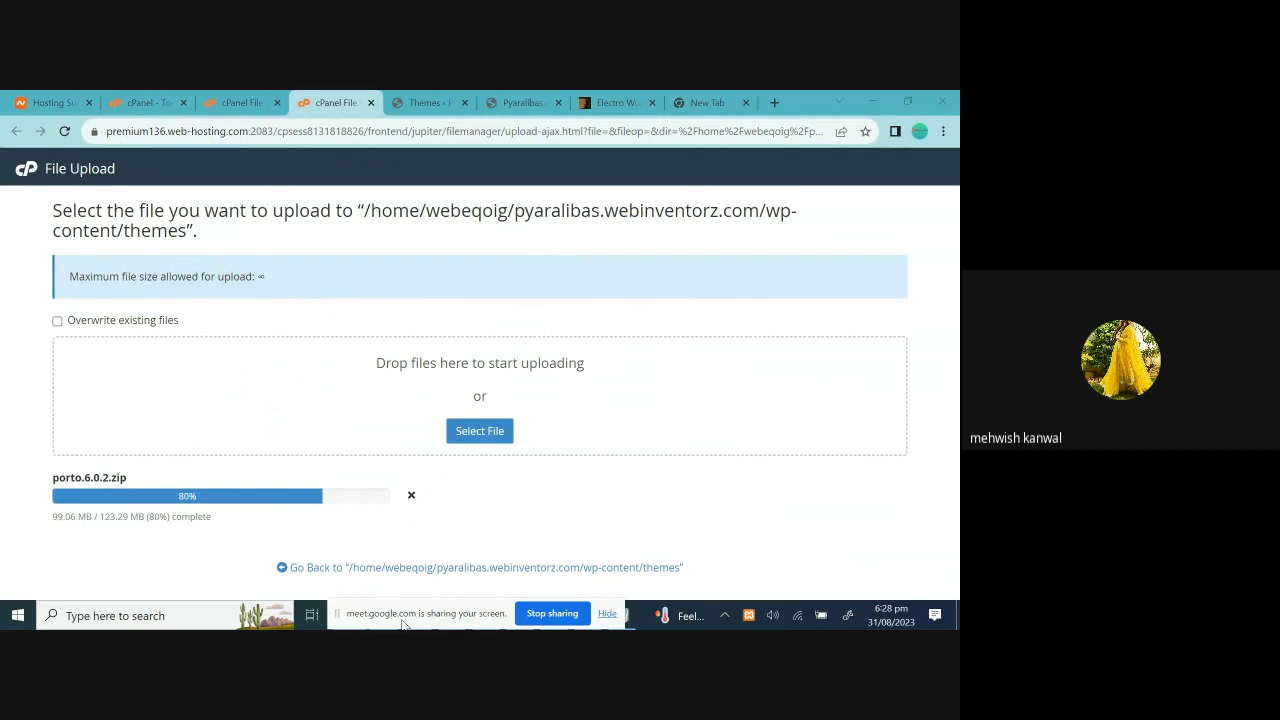 Hosting Su
cPanel - To
cPanel File
cPanel File
Themes ‹ P
Pyaralibas.
Electro Wo
New Tab
premium136.web-hosting.com:2083/cpsess8131818826/frontend/jupiter/filemanager/upload-ajax.html?file=&fileop=&dir=%2Fhome%2Fwebeqoig%2Fp...
cP File Upload
Select the file you want to upload to “/home/webeqoig/pyaralibas.webinventorz.com/wp-
content/themes”.
Maximum file size allowed for upload: ∞
Overwrite existing files
Drop files here to start uploading
or
Select File
mehwish kanwal
porto.6.0.2.zip
80%
99.06 MB / 123.29 MB (80%) complete
Go Back to “/home/webeqoig/pyaralibas.webinventorz.com/wp-content/themes”
Type here to search
meet.google.com is sharing your screen.
Stop sharing
Hide
Feel...
6:28 pm
31/08/2023